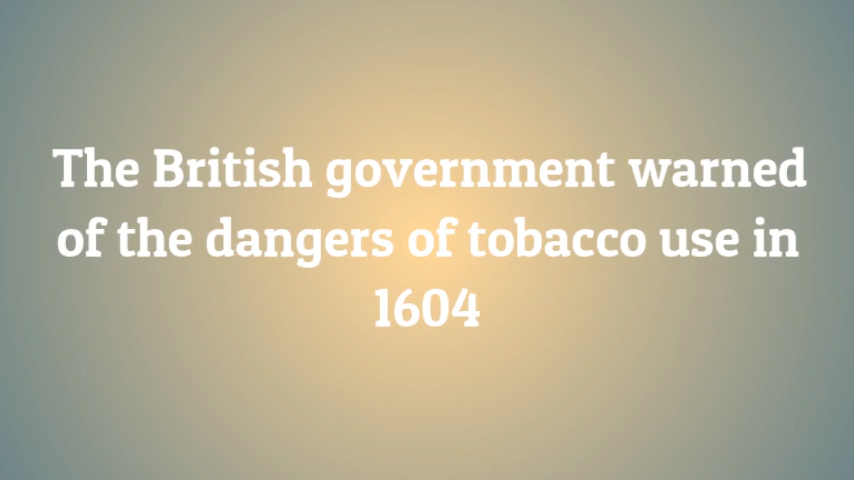 The British government warned
of the dangers of tobacco use in
1604